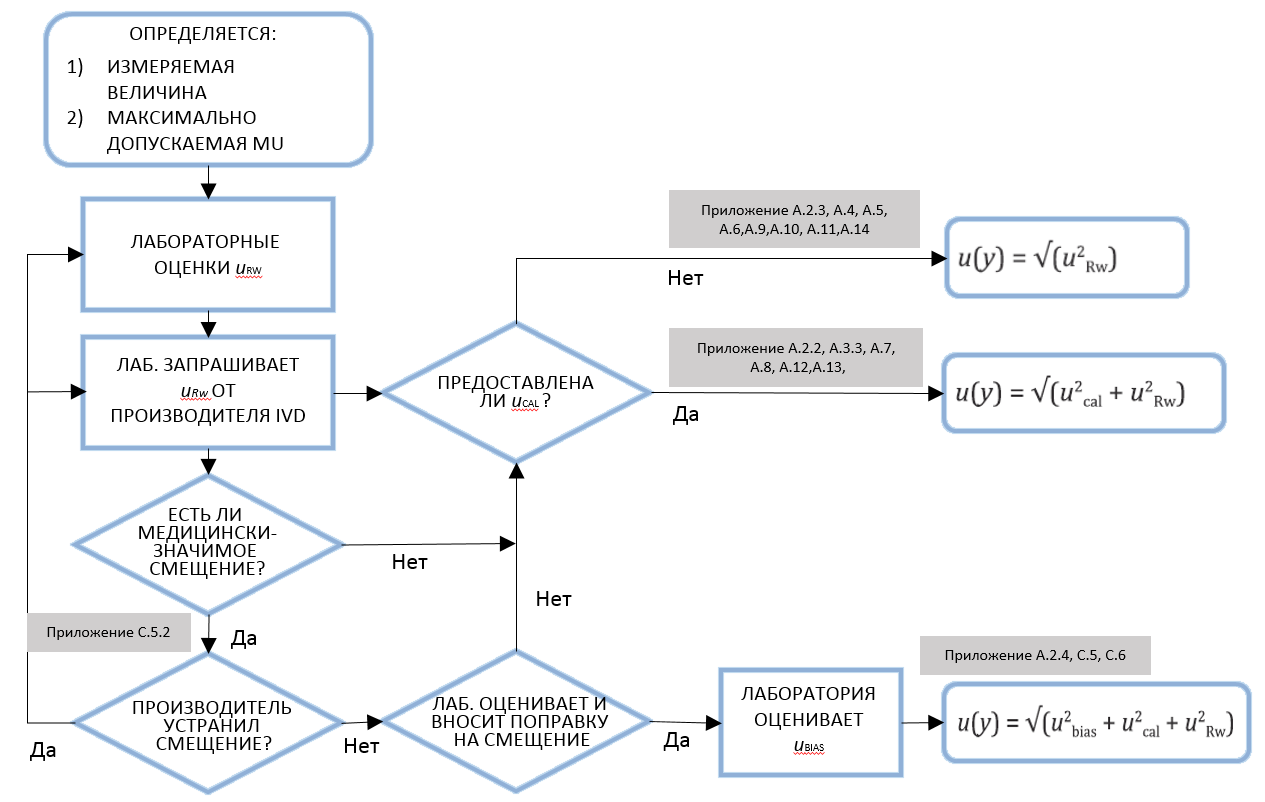 ОПРЕДЕЛЯЕТСЯ:
1) ИЗМЕРЯЕМАЯ
ВЕЛИЧИНА
2) МАКСИМАЛЬНО
ДОПУСКАЕМАЯ MU
ЛАБОРАТОРНЫЕ
ОЦЕНКИ uRW
ЛАБ. ЗАПРАШИВАЕТ
uRw ОТ
ПРОИЗВОДИТЕЛЯ IVD
ПРЕДОСТАВЛЕНА
ЛИ uCAL ?
Приложение А.2.3, А.4, А.5,
А.6,А.9,А.10, А.11,А.14
Нет
u(y) = √(u²Rw)
Приложение А.2.2, А.3.3, А.7,
А.8, А.12,А.13,
Да
u(y) = √(u²cal + u²Rw)
ЕСТЬ ЛИ
МЕДИЦИНСКИ-
ЗНАЧИМОЕ
СМЕЩЕНИЕ?
Нет
Нет
Приложение С.5.2
Да
ПРОИЗВОДИТЕЛЬ
УСТРАНИЛ
СМЕЩЕНИЕ?
Да
Нет
ЛАБ. ОЦЕНИВАЕТ И
ВНОСИТ ПОПРАВКУ
НА СМЕЩЕНИЕ
Да
ЛАБОРАТОРИЯ
ОЦЕНИВАЕТ
uBIAS
Приложение А.2.4, С.5, С.6
u(y) = √(u²bias + u²cal + u²Rw)